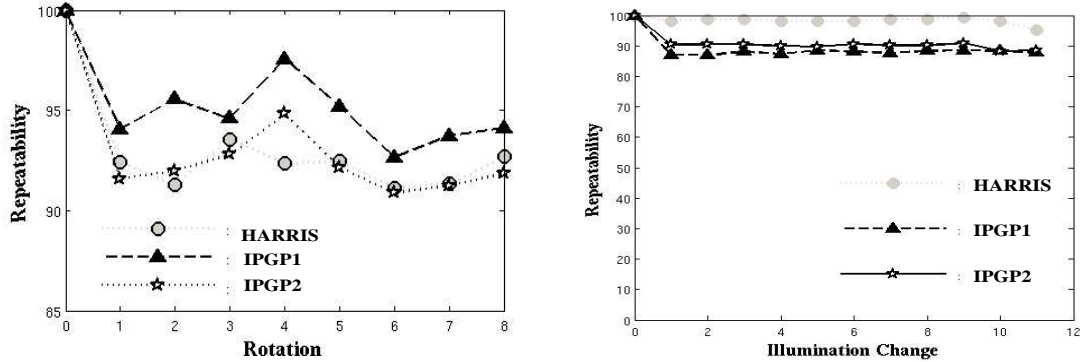 100
95
90
85
Repeatability
0 1 2 3 4 5 6 7 8
Rotation
: HARRIS
: IPGP1
: IPGP2
100
90
80
70
60
50
40
30
20
10
0
Repeatability
0 2 4 6 8 10 12
Illumination Change
: HARRIS
: IPGP1
: IPGP2